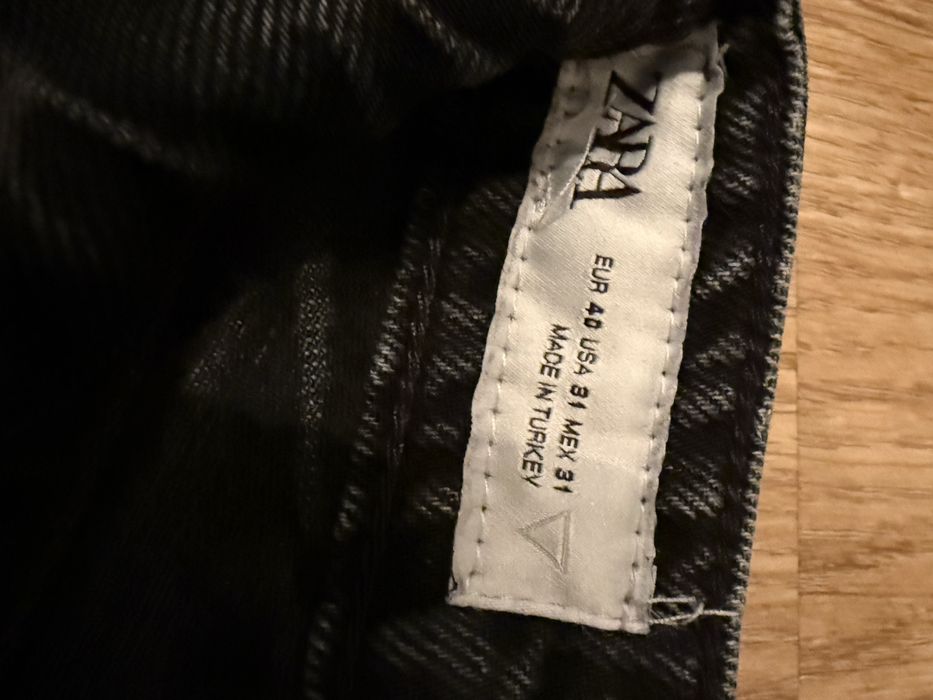 ZARA
EUR 40 USA 31 MEX 31
MADE IN TURKEY